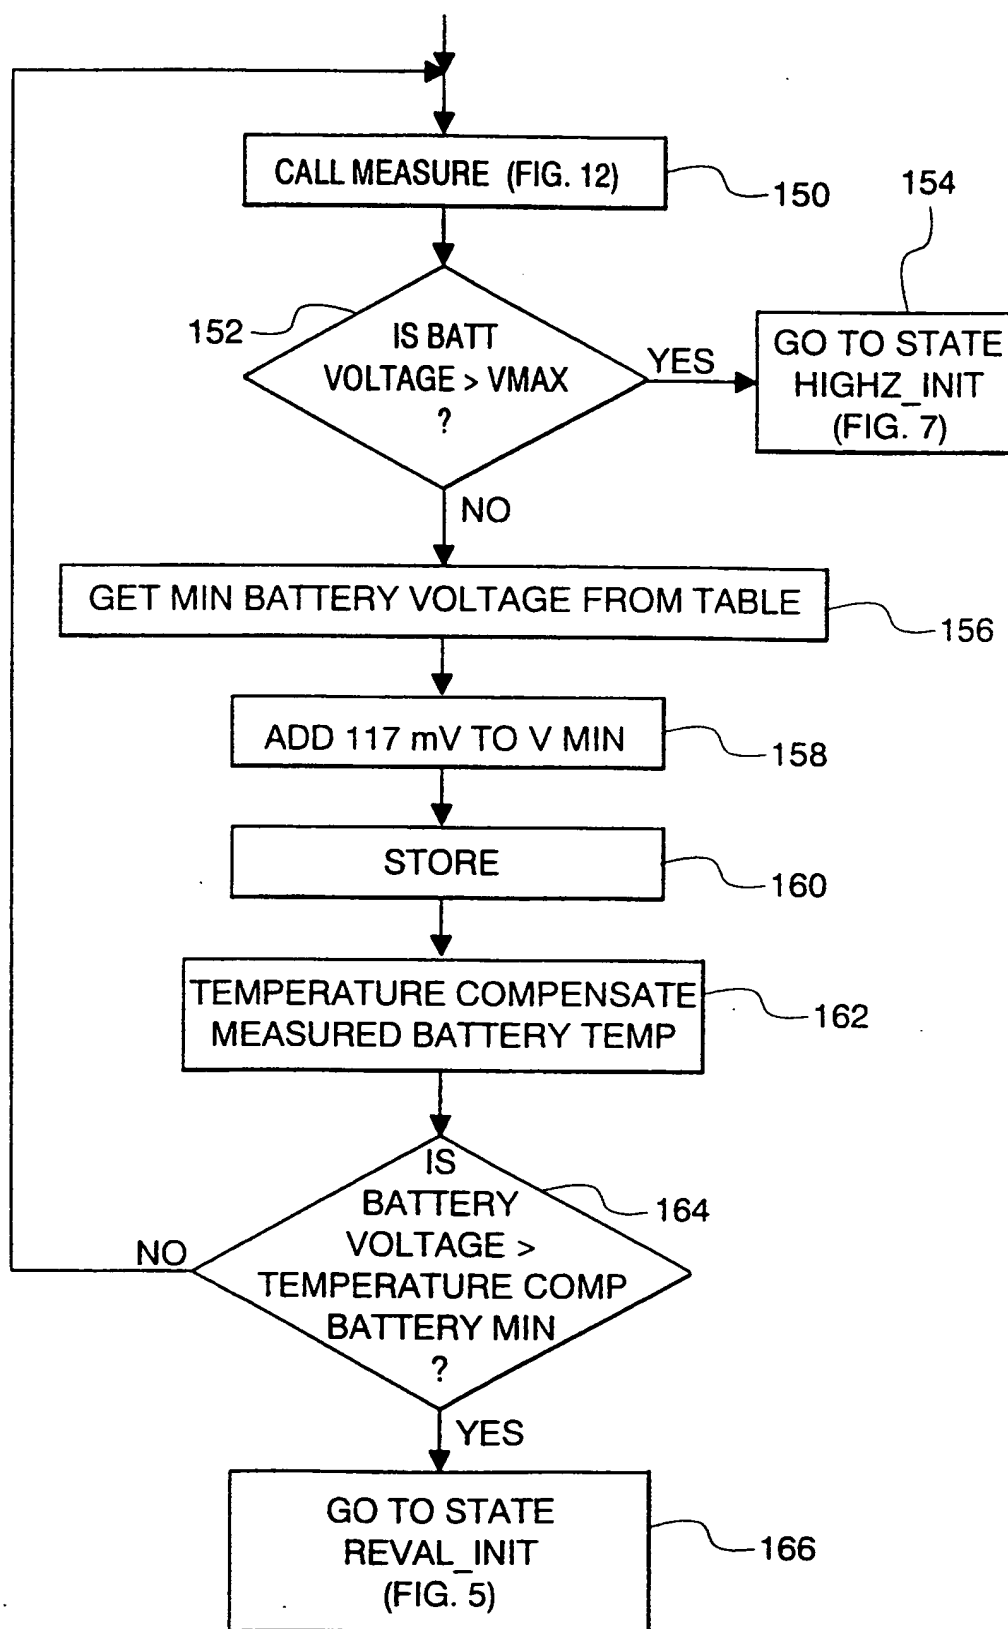 CALL MEASURE (FIG. 12)
150
154
152
IS BATT
VOLTAGE > VMAX
?
YES
GO TO STATE
HIGHZ_INIT
(FIG. 7)
NO
GET MIN BATTERY VOLTAGE FROM TABLE
156
ADD 117 mV TO V MIN
158
STORE
160
TEMPERATURE COMPENSATE
MEASURED BATTERY TEMP
162
IS
BATTERY
VOLTAGE >
TEMPERATURE COMP
BATTERY MIN
?
164
NO
YES
GO TO STATE
REVAL_INIT
(FIG. 5)
166